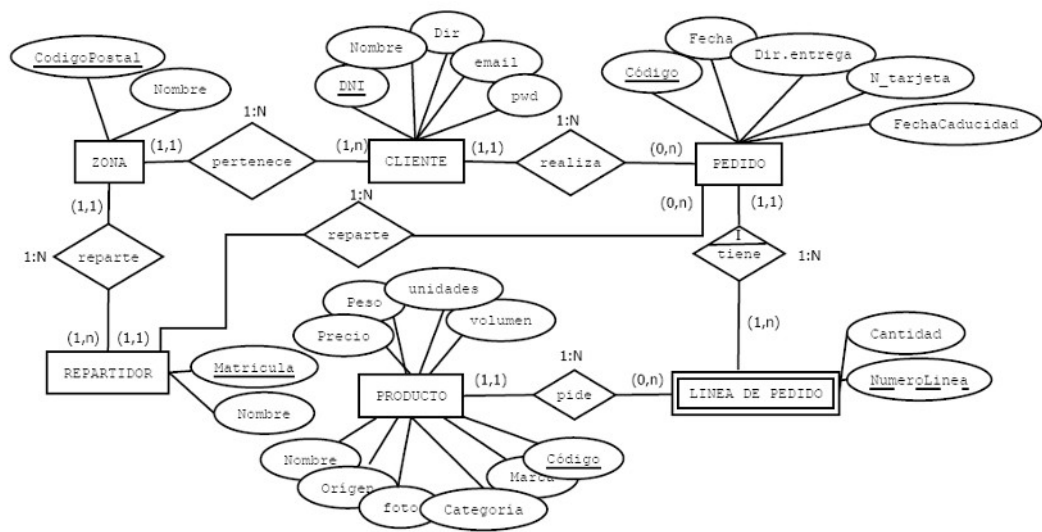 CodigoPostal
Nombre
ZONA
(1,1)
1:N
pertenece
(1,n)
Nombre
Dir
email
DNI
pwd
CLIENTE
(1,1)
1:N
realiza
(0,n)
Fecha
Código
Dir.entrega
N_tarjeta
FechaCaducidad
PEDIDO
(1,1)
1:N
reparte
(1,n)
(1,1)
REPARTIDOR
Matricula
Nombre
1:N
reparte
(0,n)
(1,1)
I
tiene
1:N
(1,n)
Peso
unidades
volumen
Precio
PRODUCTO
(1,1)
1:N
pide
(0,n)
LINEA DE PEDIDO
Cantidad
NumeroLinea
Nombre
Origen
foto
Categoria
Marca
Código